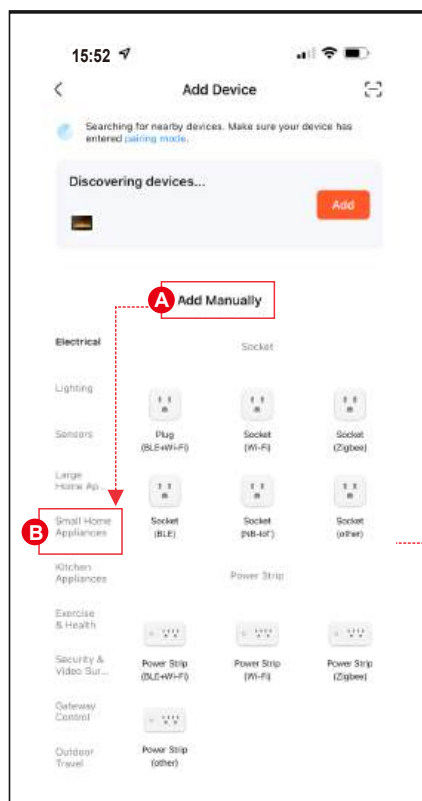 15:52
Add Device
Searching for nearby devices. Make sure your device has
entered pairing mode.
Discovering devices...
Add
A
Add Manually
Electrical
Socket
Lighting
Plug
(BLE+Wi-Fi)
Socket
(Wi-Fi)
Socket
(Zigbee)
Sensors
Large
Home Ap...
Socket
(BLE)
Socket
(NB-IoT)
Socket
(other)
B
Small Home
Appliances
Kitchen
Appliances
Power Strip
Exercise
& Health
Power Strip
(BLE+Wi-Fi)
Power Strip
(Wi-Fi)
Power Strip
(Zigbee)
Security &
Video Sur...
Gateway
Control
Power Strip
(other)
Outdoor
Travel